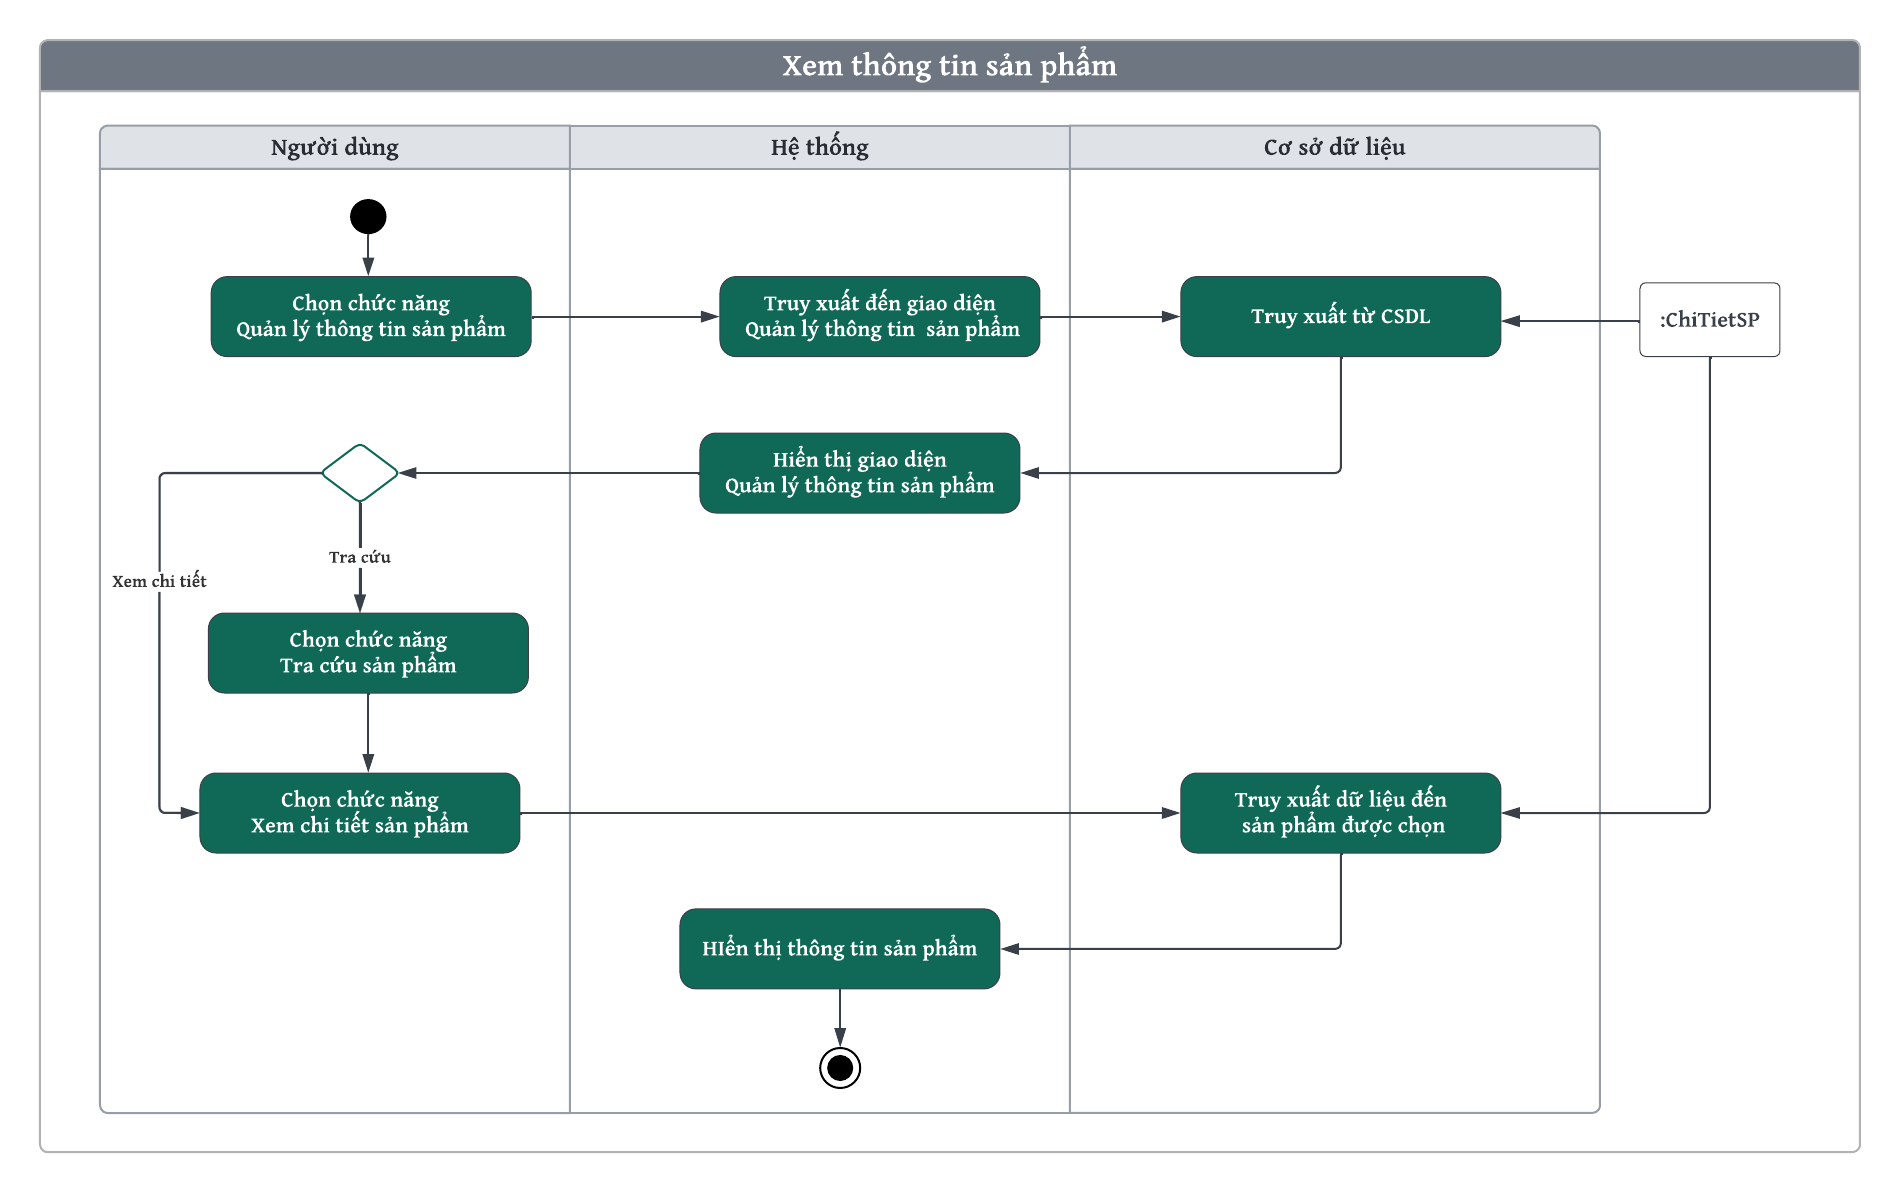 Xem thông tin sản phẩm
Người dùng
Hệ thống
Cơ sở dữ liệu
Chọn chức năng
Quản lý thông tin sản phẩm
Truy xuất đến giao diện
Quản lý thông tin sản phẩm
Truy xuất từ CSDL
:ChiTietSP
Hiển thị giao diện
Quản lý thông tin sản phẩm
Tra cứu
Xem chi tiết
Chọn chức năng
Tra cứu sản phẩm
Chọn chức năng
Xem chi tiết sản phẩm
Truy xuất dữ liệu đến
sản phẩm được chọn
HIển thị thông tin sản phẩm